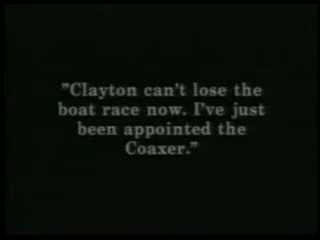 "Clayton can't lose the
boat race now. I've just
been appointed the
Coaxer."